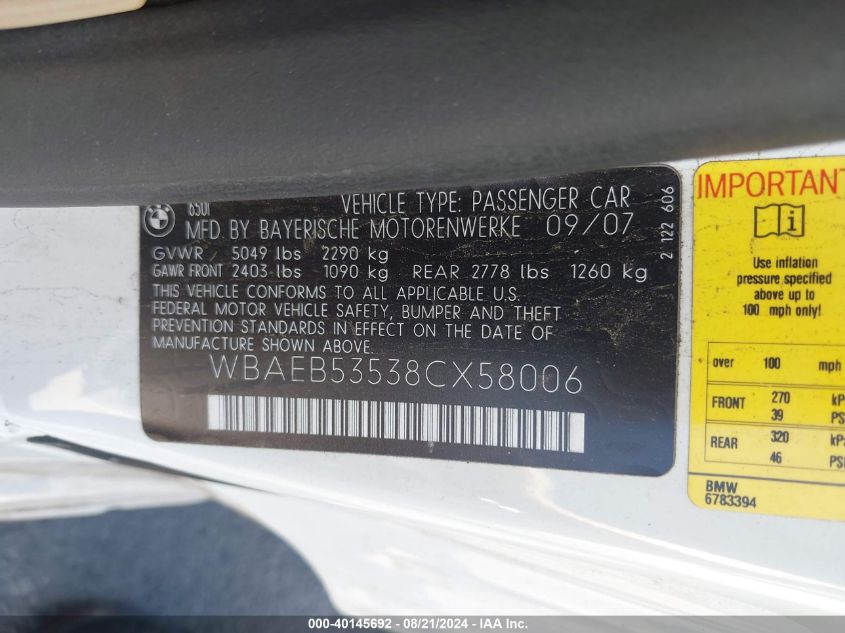 650i VEHICLE TYPE: PASSENGER CAR
MFD. BY BAYERISCHE MOTORENWERKE 09/07
GVWR 5049 lbs 2290 kg
GAWR FRONT 2403 lbs 1090 kg REAR 2778 lbs 1260 kg
THIS VEHICLE CONFORMS TO ALL APPLICABLE U.S.
FEDERAL MOTOR VEHICLE SAFETY, BUMPER AND THEFT
PREVENTION STANDARDS IN EFFECT ON THE DATE OF
MANUFACTURE SHOWN ABOVE.
WBAEB53538CX58006
2 122 606
IMPORTANT
Use inflation
pressure specified
above up to
100 mph only!
over 100 mph
FRONT 270 kP
39 PS
REAR 320 kPa
46 PSI
BMW
6783394
000-40145692 - 08/21/2024 - IAA Inc.